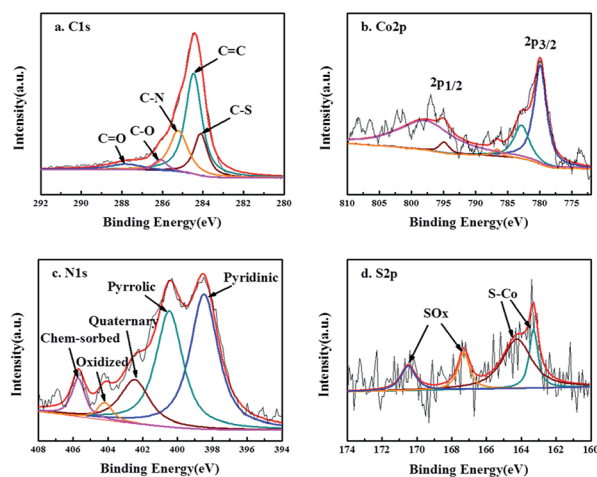 a. C1s
C=C
C-N
C-S
C=O
C-O
Intensity(a.u.)
292 290 288 286 284 282 280
Binding Energy(eV)
b. Co2p
2p3/2
2p1/2
Intensity(a.u.)
810 805 800 795 790 785 780 775
Binding Energy(eV)
c. N1s
Pyrrolic
Pyridinic
Quaternary
Chem-sorbed
Oxidized
Intensity(a.u.)
408 406 404 402 400 398 396 394
Binding Energy(eV)
d. S2p
S-Co
SOx
Intensity(a.u.)
174 172 170 168 166 164 162 160
Binding Energy(eV)